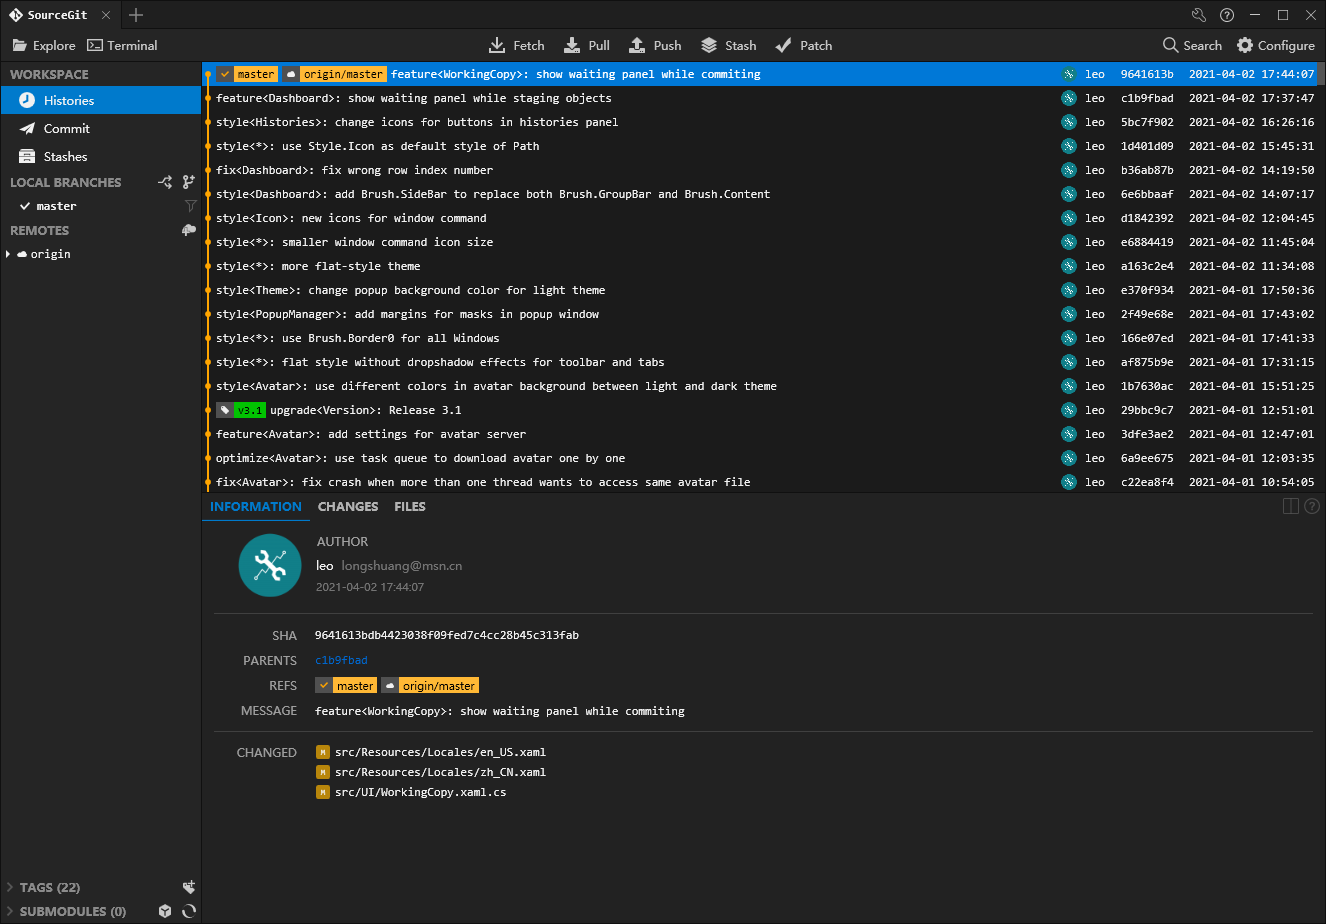 SourceGit
Explore Terminal Fetch Pull Push Stash Patch Search Configure
WORKSPACE
Histories
Commit
Stashes
LOCAL BRANCHES
master
REMOTES
origin
master origin/master feature<WorkingCopy>: show waiting panel while commiting leo 9641613b 2021-04-02 17:44:07
feature<Dashboard>: show waiting panel while staging objects leo c1b9fbad 2021-04-02 17:37:47
style<Histories>: change icons for buttons in histories panel leo 5bc7f902 2021-04-02 16:26:16
style<*>: use Style.Icon as default style of Path leo 1d401d09 2021-04-02 15:45:31
fix<Dashboard>: fix wrong row index number leo b36ab87b 2021-04-02 14:19:50
style<Dashboard>: add Brush.SideBar to replace both Brush.GroupBar and Brush.Content leo 6e6bbaaf 2021-04-02 14:07:17
style<Icon>: new icons for window command leo d1842392 2021-04-02 12:04:45
style<*>: smaller window command icon size leo e6884419 2021-04-02 11:45:04
style<*>: more flat-style theme leo a163c2e4 2021-04-02 11:34:08
style<Theme>: change popup background color for light theme leo e370f934 2021-04-01 17:50:36
style<PopupManager>: add margins for masks in popup window leo 2f49e68e 2021-04-01 17:43:02
style<*>: use Brush.Border0 for all Windows leo 166e07ed 2021-04-01 17:41:33
style<*>: flat style without dropshadow effects for toolbar and tabs leo af875b9e 2021-04-01 17:31:15
style<Avatar>: use different colors in avatar background between light and dark theme leo 1b7630ac 2021-04-01 15:51:25
v3.1 upgrade<Version>: Release 3.1 leo 29bbc9c7 2021-04-01 12:51:01
feature<Avatar>: add settings for avatar server leo 3dfe3ae2 2021-04-01 12:47:01
optimize<Avatar>: use task queue to download avatar one by one leo 6a9ee675 2021-04-01 12:03:35
fix<Avatar>: fix crash when more than one thread wants to access same avatar file leo c22ea8f4 2021-04-01 10:54:05
INFORMATION CHANGES FILES
AUTHOR
leo longshuang@msn.cn
2021-04-02 17:44:07
SHA 9641613bdb4423038f09fed7c4cc28b45c313fab
PARENTS c1b9fbad
REFS master origin/master
MESSAGE feature<WorkingCopy>: show waiting panel while commiting
CHANGED M src/Resources/Locales/en_US.xaml
M src/Resources/Locales/zh_CN.xaml
M src/UI/WorkingCopy.xaml.cs
TAGS (22)
SUBMODULES (0)